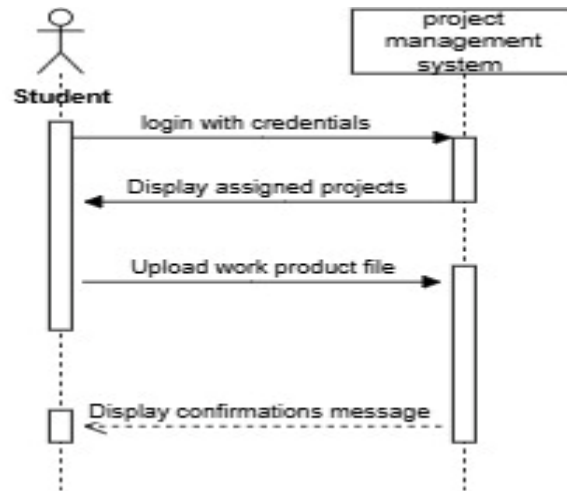 project
management
system
Student
login with credentials
Display assigned projects
Upload work product file
Display confirmations message